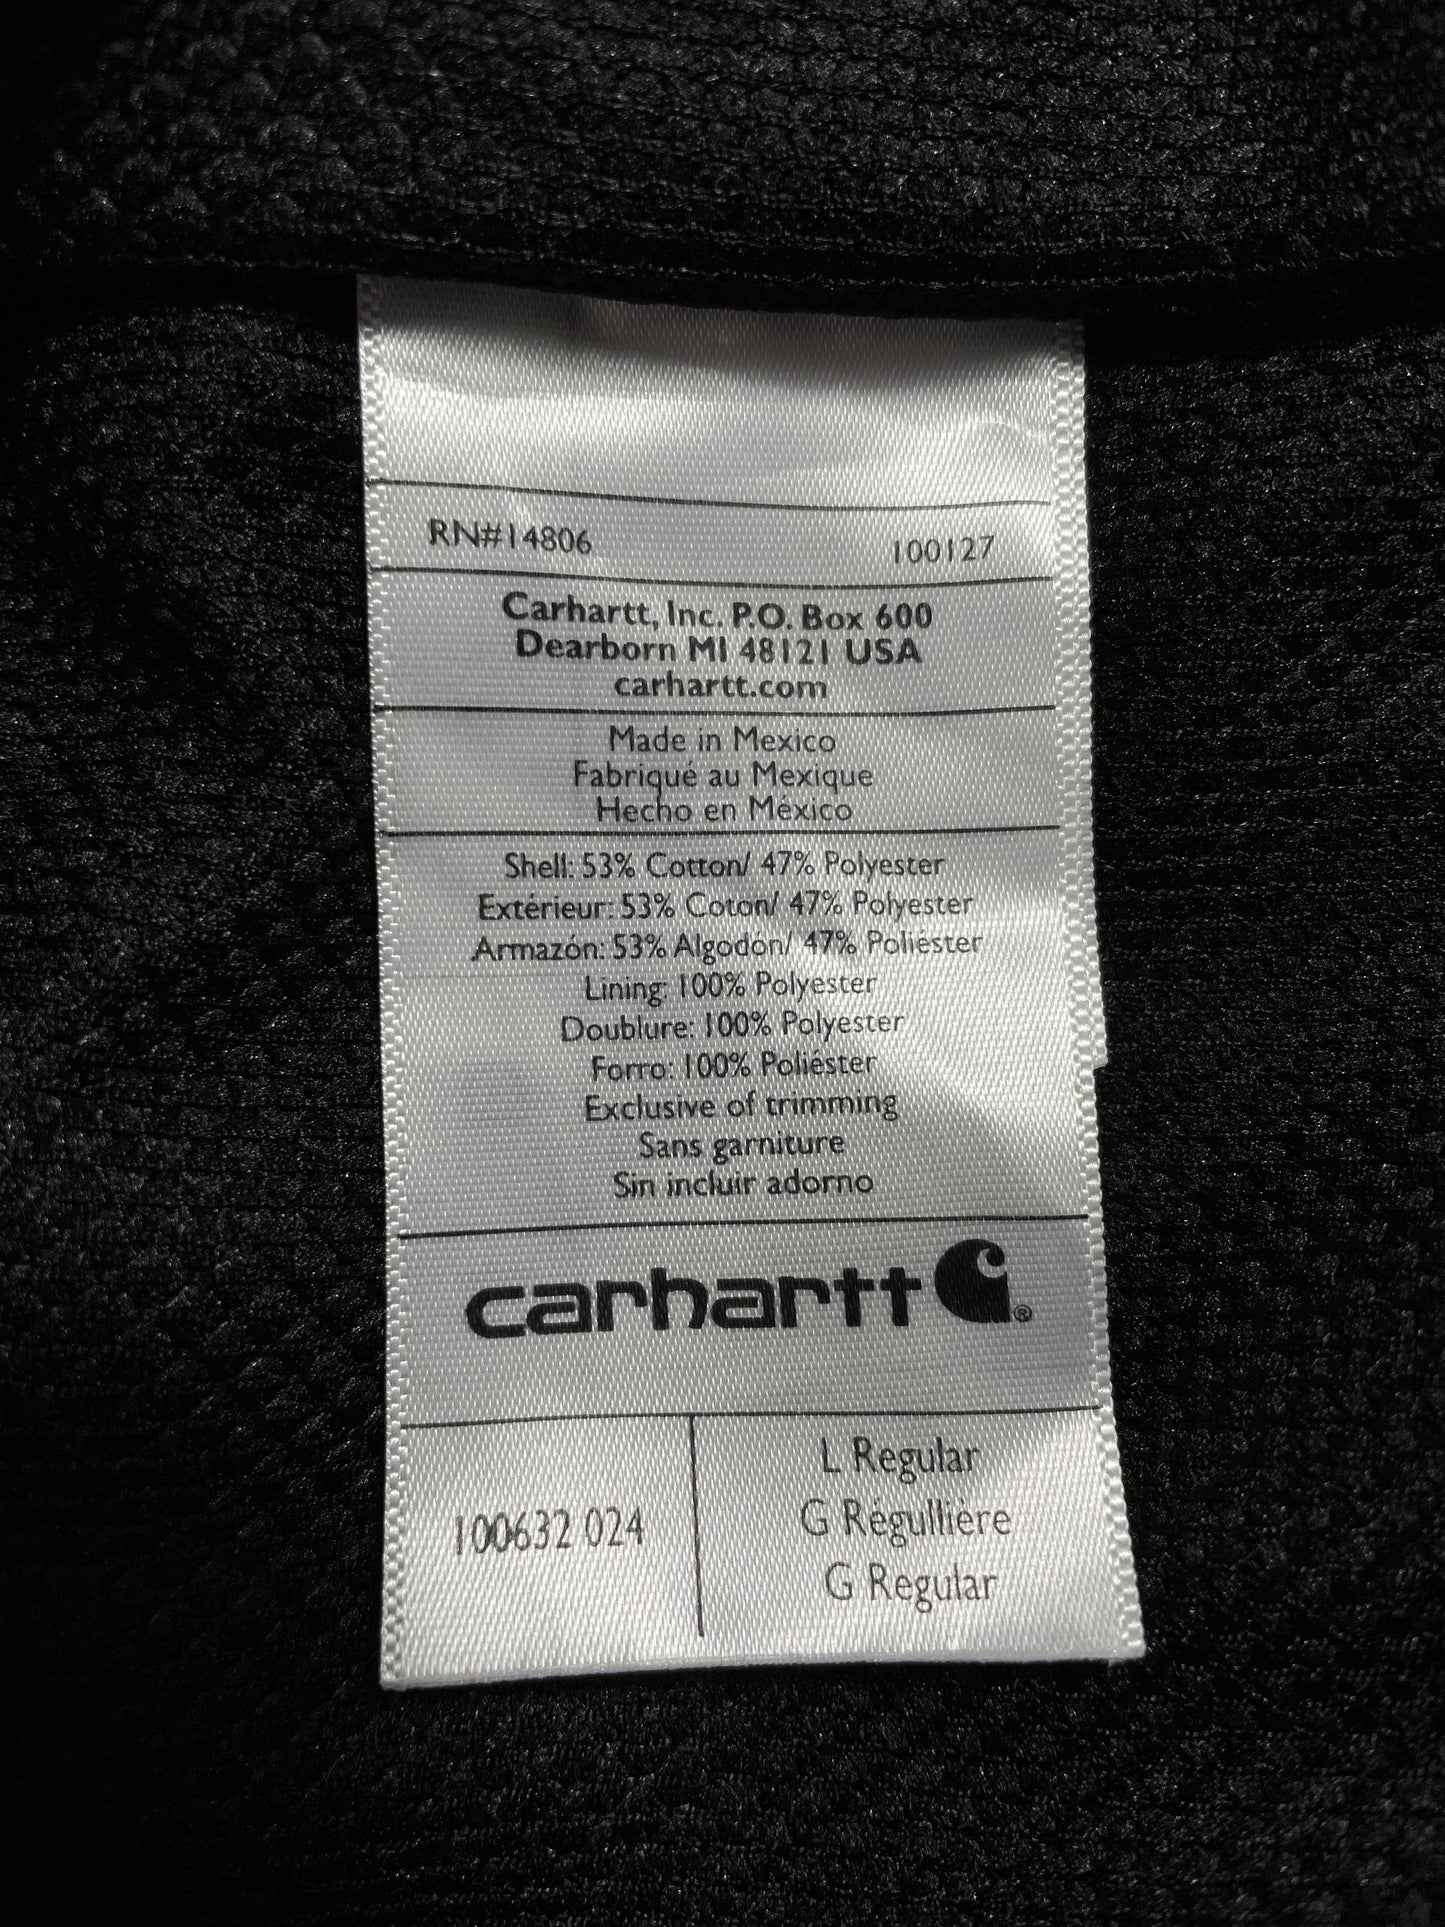 RN#14806 100127
Carhartt, Inc. P.O. Box 600
Dearborn MI 48121 USA
carhartt.com
Made in Mexico
Fabriqué au Mexique
Hecho en México
Shell: 53% Cotton/ 47% Polyester
Extérieur: 53% Coton/ 47% Polyester
Armazón: 53% Algodón/ 47% Poliéster
Lining: 100% Polyester
Doublure: 100% Polyester
Forro: 100% Poliéster
Exclusive of trimming
Sans garniture
Sin incluir adorno
carhartt ®
100632 024
L Regular
G Régullière
G Regular